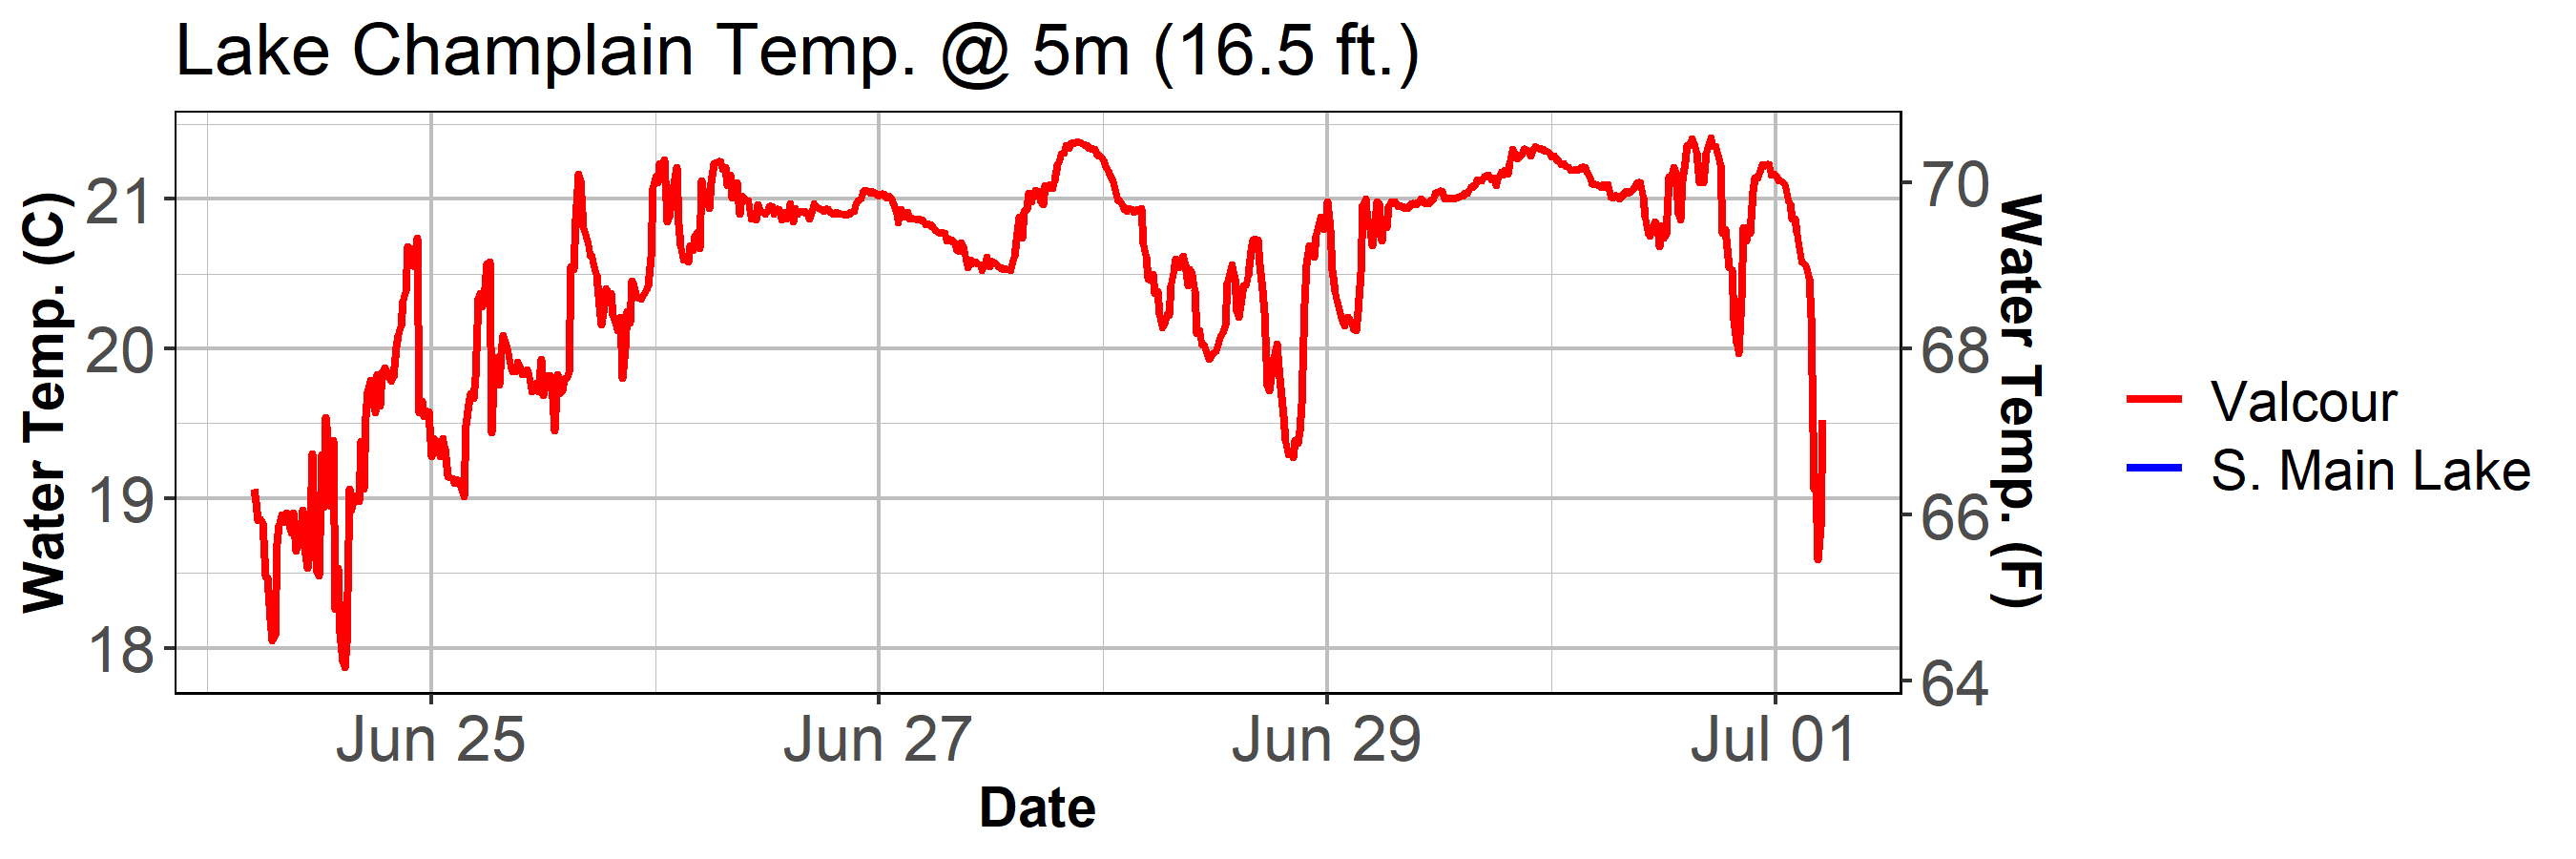 Lake Champlain Temp. @ 5m (16.5 ft.)
Water Temp. (C)
21
20
19
18
70
68
66
64
Water Temp. (F)
Jun 25
Jun 27
Jun 29
Jul 01
Date
Valcour
S. Main Lake